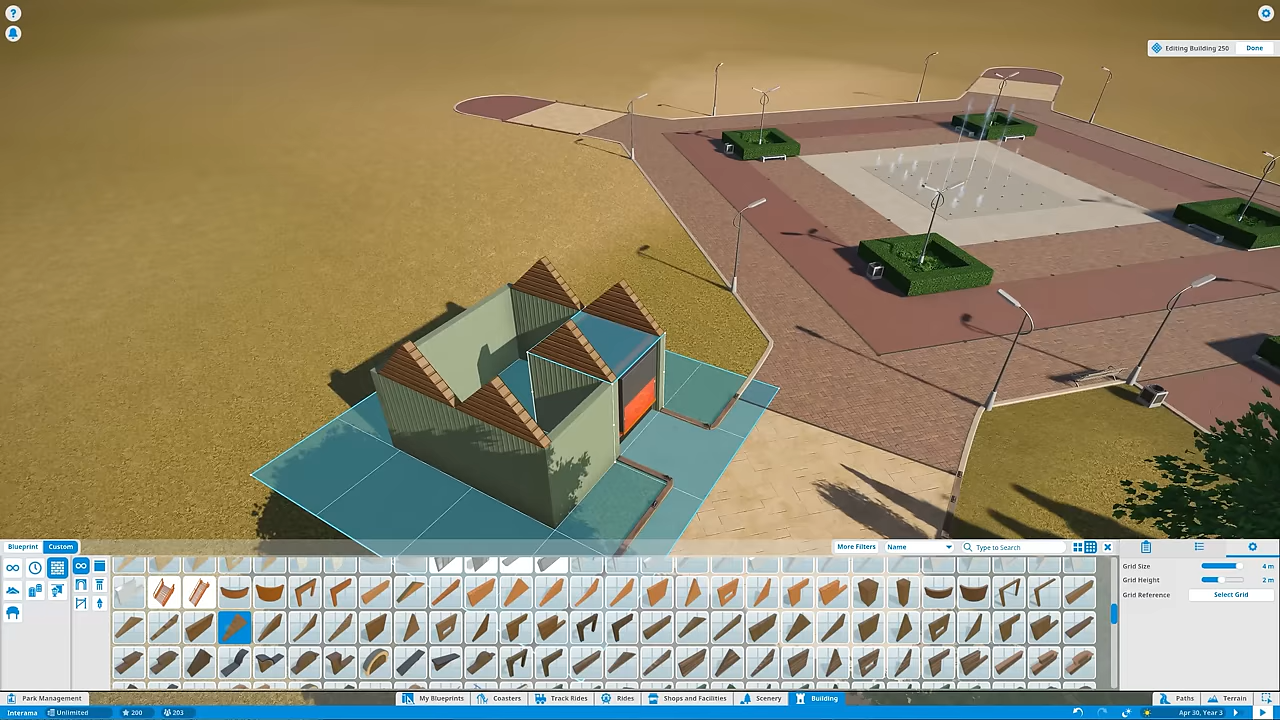 ?
Editing Building 250 Done
Blueprint Custom
More Filters Name Type to Search
Grid Size 4 m
Grid Height 2 m
Grid Reference Select Grid
Park Management My Blueprints Coasters Track Rides Rides Shops and Facilities Scenery Building Paths Terrain
Interama Unlimited 200 203 Apr 30, Year 3